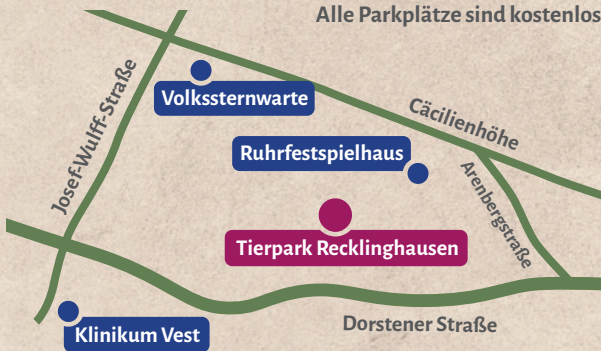 Alle Parkplätze sind kostenlos
Josef-Wulff-Straße
Volkssternwarte
Cäcilienhöhe
Ruhrfestspielhaus
Arenbergstraße
Tierpark Recklinghausen
Dorstener Straße
Klinikum Vest